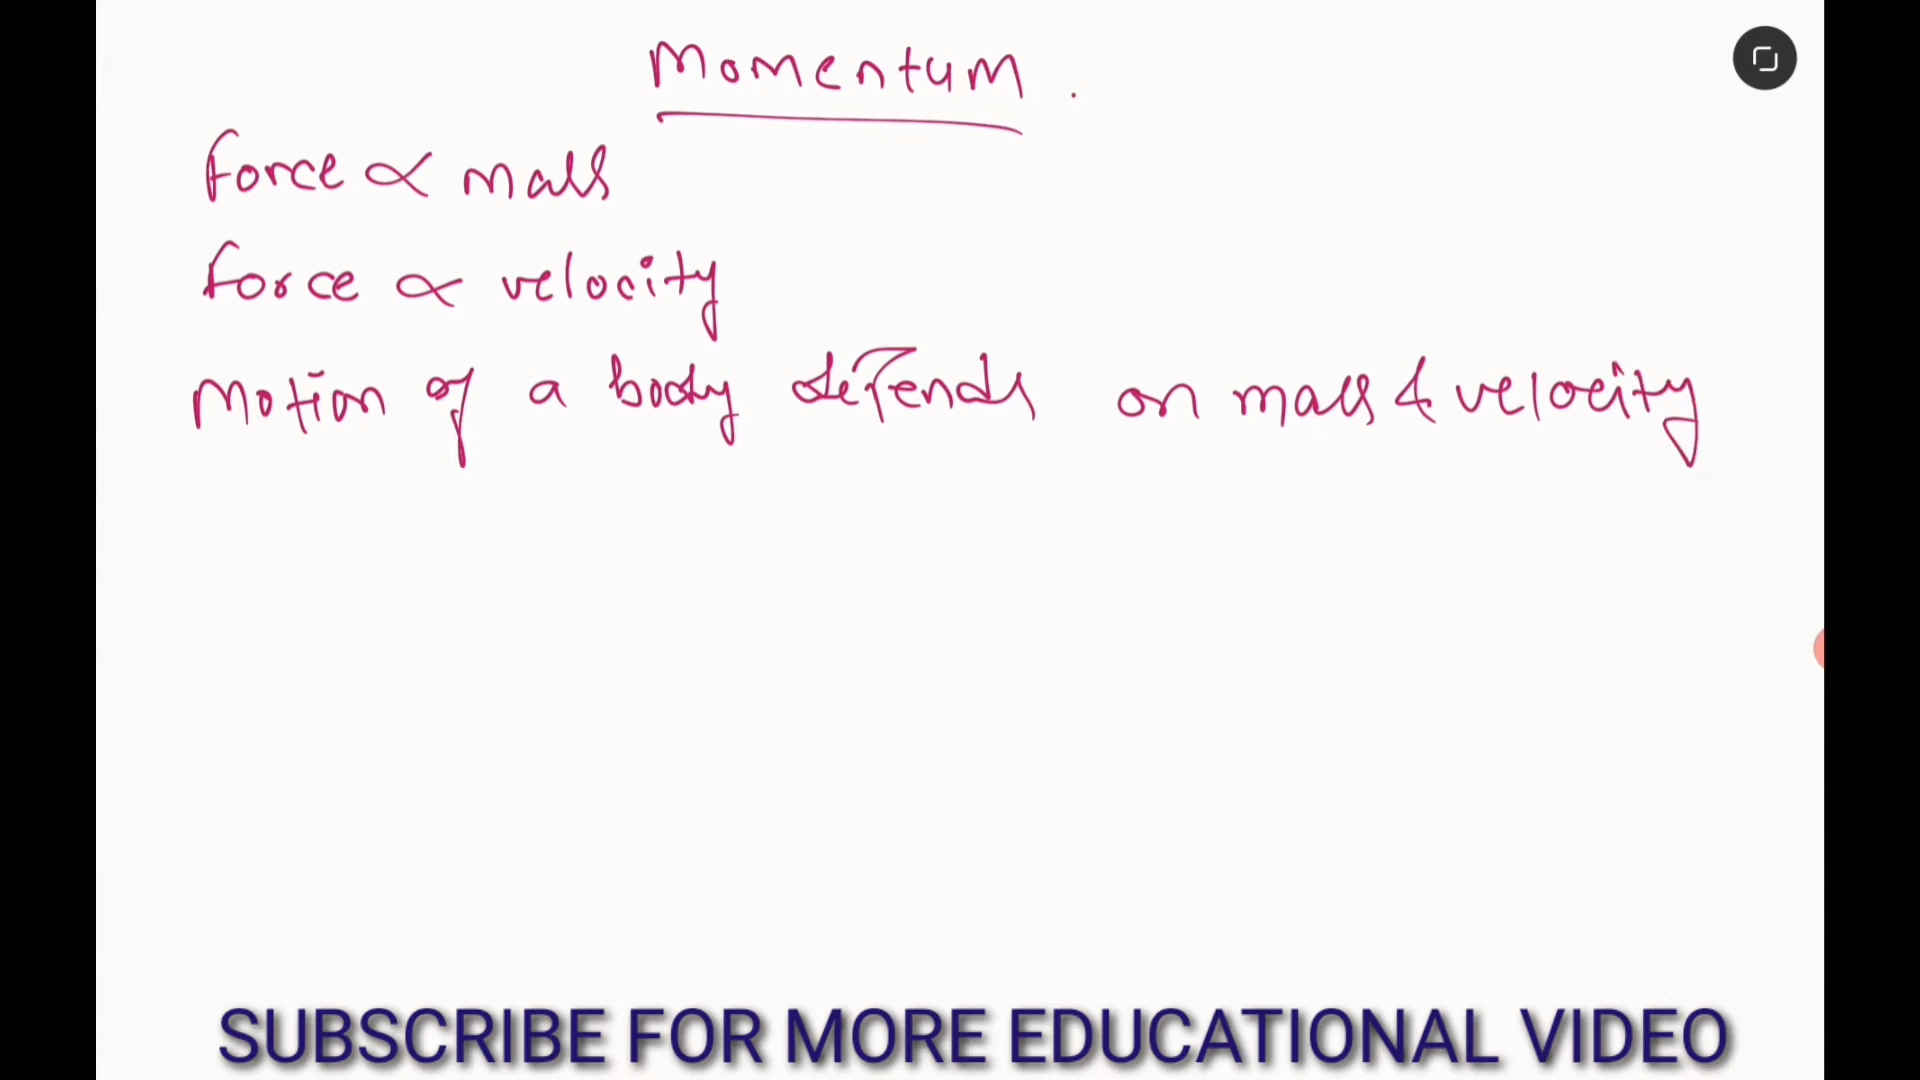 Momentum.
Force ∝ mass
Force ∝ velocity
Motion of a body depends on mass & velocity
SUBSCRIBE FOR MORE EDUCATIONAL VIDEO